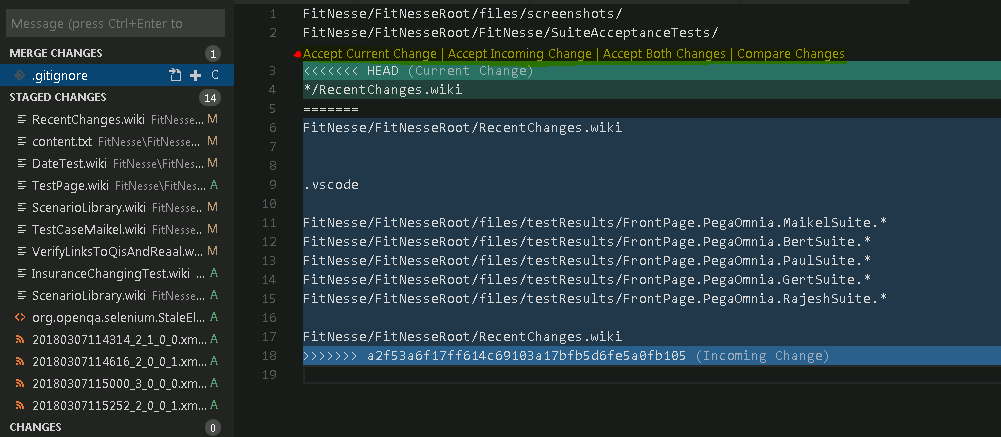 Message (press Ctrl+Enter to
MERGE CHANGES 1
.gitignore C
STAGED CHANGES 14
RecentChanges.wiki FitNesse... M
content.txt FitNesse\FitNes... M
DateTest.wiki FitNesse\FitN... M
TestPage.wiki FitNesse\FitN... A
ScenarioLibrary.wiki FitNes... M
TestCaseMaikel.wiki FitNes... M
VerifyLinksToQisAndReaal.w... M
InsuranceChangingTest.wiki ... A
ScenarioLibrary.wiki FitNes... A
org.openqa.selenium.StaleEl... A
20180307114314_2_1_0_0.xm... A
20180307114616_2_0_0_1.xm... A
20180307115000_3_0_0_0.xm... A
20180307115252_2_0_0_1.xm... A
CHANGES 0
1 FitNesse/FitNesseRoot/files/screenshots/
2 FitNesse/FitNesseRoot/FitNesse/SuiteAcceptanceTests/
Accept Current Change | Accept Incoming Change | Accept Both Changes | Compare Changes
3 <<<<<<< HEAD (Current Change)
4 */RecentChanges.wiki
5 =======
6 FitNesse/FitNesseRoot/RecentChanges.wiki
7
8
9 .vscode
10
11 FitNesse/FitNesseRoot/files/testResults/FrontPage.PegaOmnia.MaikelSuite.*
12 FitNesse/FitNesseRoot/files/testResults/FrontPage.PegaOmnia.BertSuite.*
13 FitNesse/FitNesseRoot/files/testResults/FrontPage.PegaOmnia.PaulSuite.*
14 FitNesse/FitNesseRoot/files/testResults/FrontPage.PegaOmnia.GertSuite.*
15 FitNesse/FitNesseRoot/files/testResults/FrontPage.PegaOmnia.RajeshSuite.*
16
17 FitNesse/FitNesseRoot/RecentChanges.wiki
18 >>>>>>> a2f53a6f17ff614c69103a17bfb5d6fe5a0fb105 (Incoming Change)
19